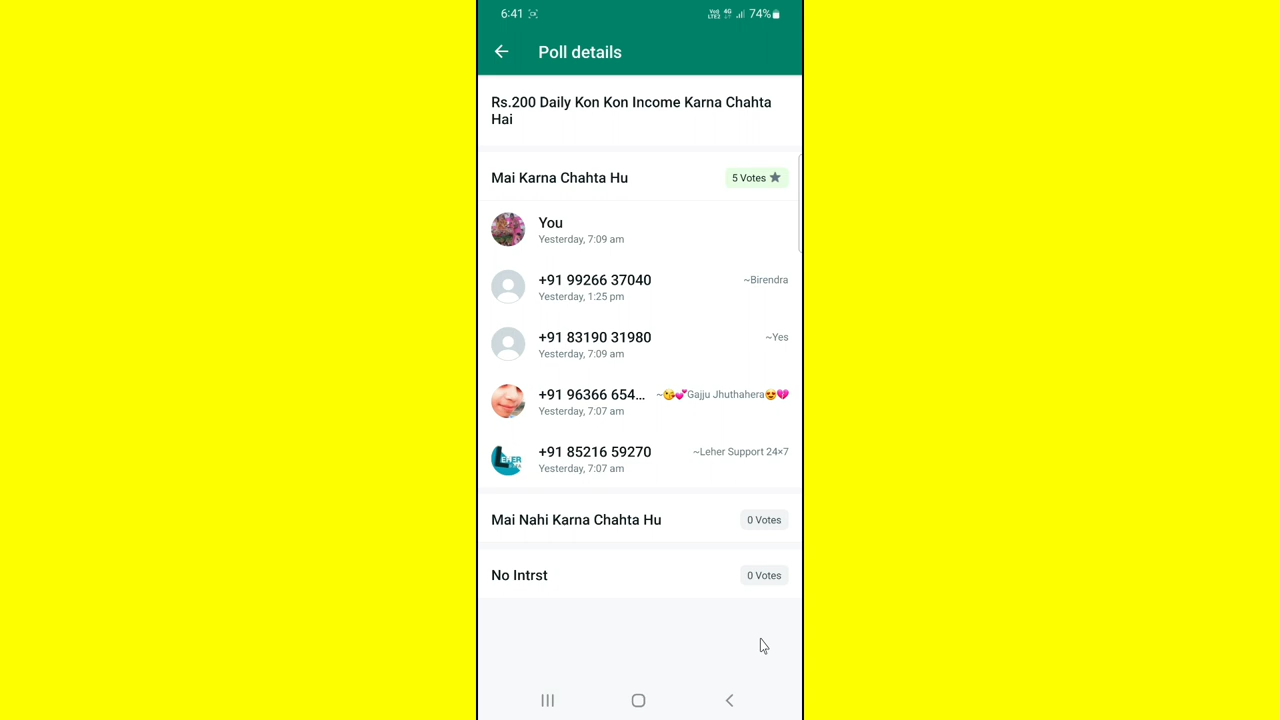 6:41
Vo) 4G 74%
LTE2
Poll details
Rs.200 Daily Kon Kon Income Karna Chahta
Hai
Mai Karna Chahta Hu 5 Votes
You
Yesterday, 7:09 am
+91 99266 37040 ~Birendra
Yesterday, 1:25 pm
+91 83190 31980 ~Yes
Yesterday, 7:09 am
+91 96366 654... ~😘💕Gajju Jhuthahera😍💔
Yesterday, 7:07 am
+91 85216 59270 ~Leher Support 24×7
Yesterday, 7:07 am
Mai Nahi Karna Chahta Hu 0 Votes
No Intrst 0 Votes